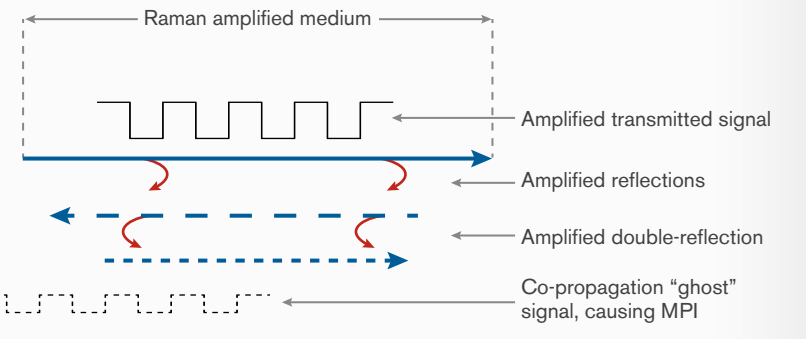 Raman amplified medium
Amplified transmitted signal
Amplified reflections
Amplified double-reflection
Co-propagation “ghost”
signal, causing MPI